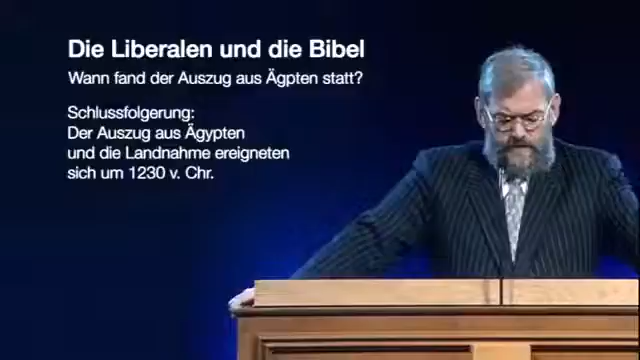 Die Liberalen und die Bibel
Wann fand der Auszug aus Ägpten statt?
Schlussfolgerung:
Der Auszug aus Ägypten
und die Landnahme ereigneten
sich um 1230 v. Chr.